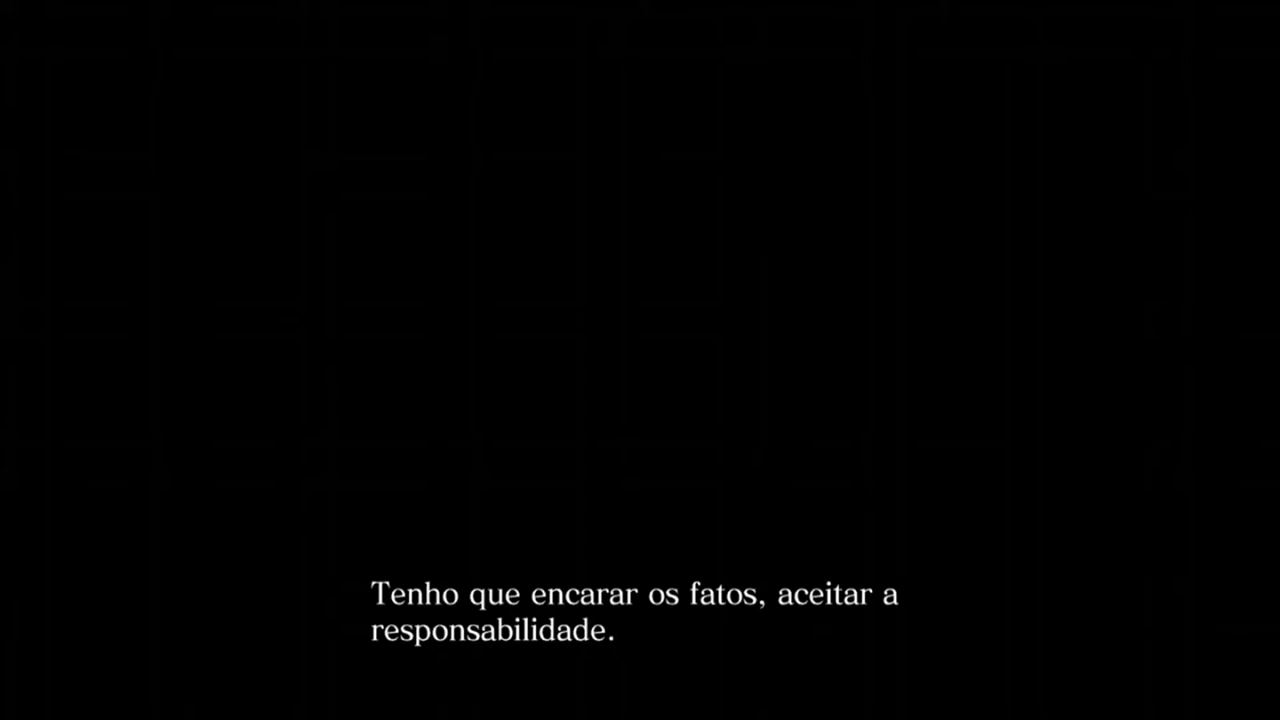 Tenho que encarar os fatos, aceitar a
responsabilidade.